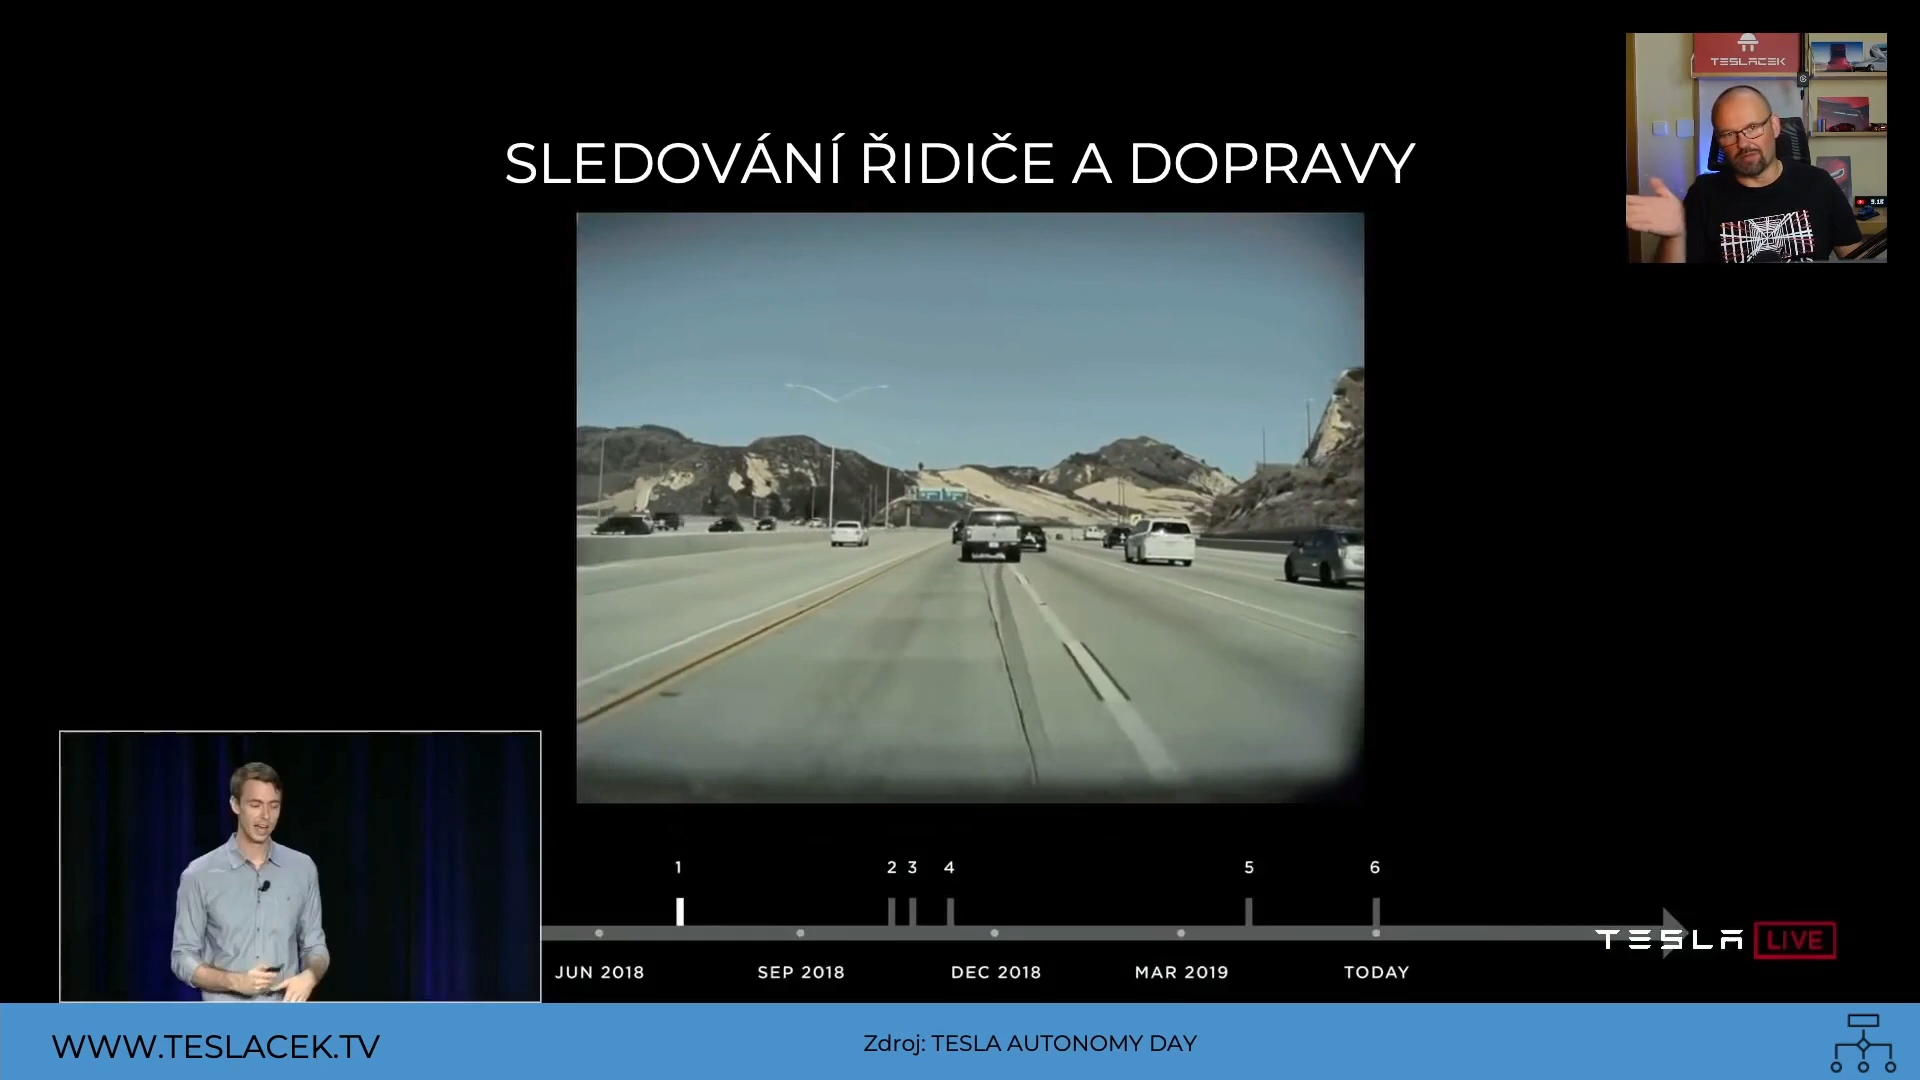 TESLACEK
SLEDOVÁNÍ ŘIDIČE A DOPRAVY
1 2 3 4 5 6
TESLA LIVE
JUN 2018 SEP 2018 DEC 2018 MAR 2019 TODAY
WWW.TESLACEK.TV
Zdroj: TESLA AUTONOMY DAY